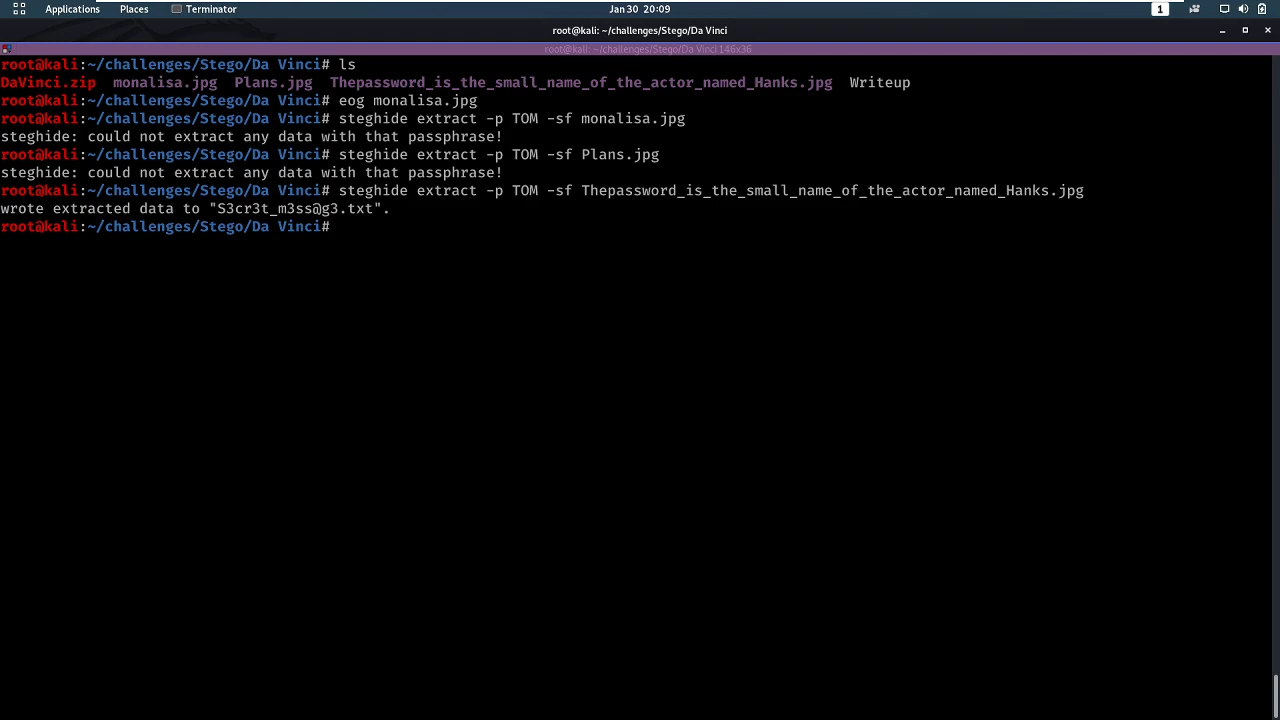 Applications Places Terminator Jan 30 20:09 1
root@kali: ~/challenges/Stego/Da Vinci
root@kali: ~/challenges/Stego/Da Vinci 146x36
root@kali:~/challenges/Stego/Da Vinci# ls
DaVinci.zip monalisa.jpg Plans.jpg Thepassword_is_the_small_name_of_the_actor_named_Hanks.jpg Writeup
root@kali:~/challenges/Stego/Da Vinci# eog monalisa.jpg
root@kali:~/challenges/Stego/Da Vinci# steghide extract -p TOM -sf monalisa.jpg
steghide: could not extract any data with that passphrase!
root@kali:~/challenges/Stego/Da Vinci# steghide extract -p TOM -sf Plans.jpg
steghide: could not extract any data with that passphrase!
root@kali:~/challenges/Stego/Da Vinci# steghide extract -p TOM -sf Thepassword_is_the_small_name_of_the_actor_named_Hanks.jpg
wrote extracted data to "S3cr3t_m3ss@g3.txt".
root@kali:~/challenges/Stego/Da Vinci#